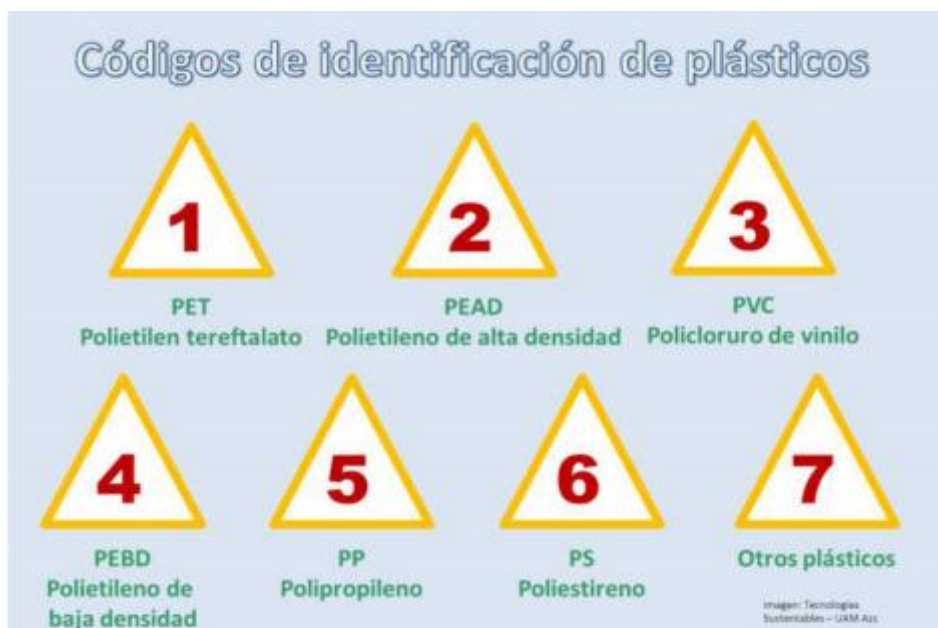 Códigos de identificación de plásticos
1
2
3
PET
Polietilen tereftalato
PEAD
Polietileno de alta densidad
PVC
Policloruro de vinilo
4
5
6
7
PEBD
Polietileno de
baja densidad
PP
Polipropileno
PS
Poliestireno
Otros plásticos
Imagen: Tecnologías
Sustentables – UAM Azc